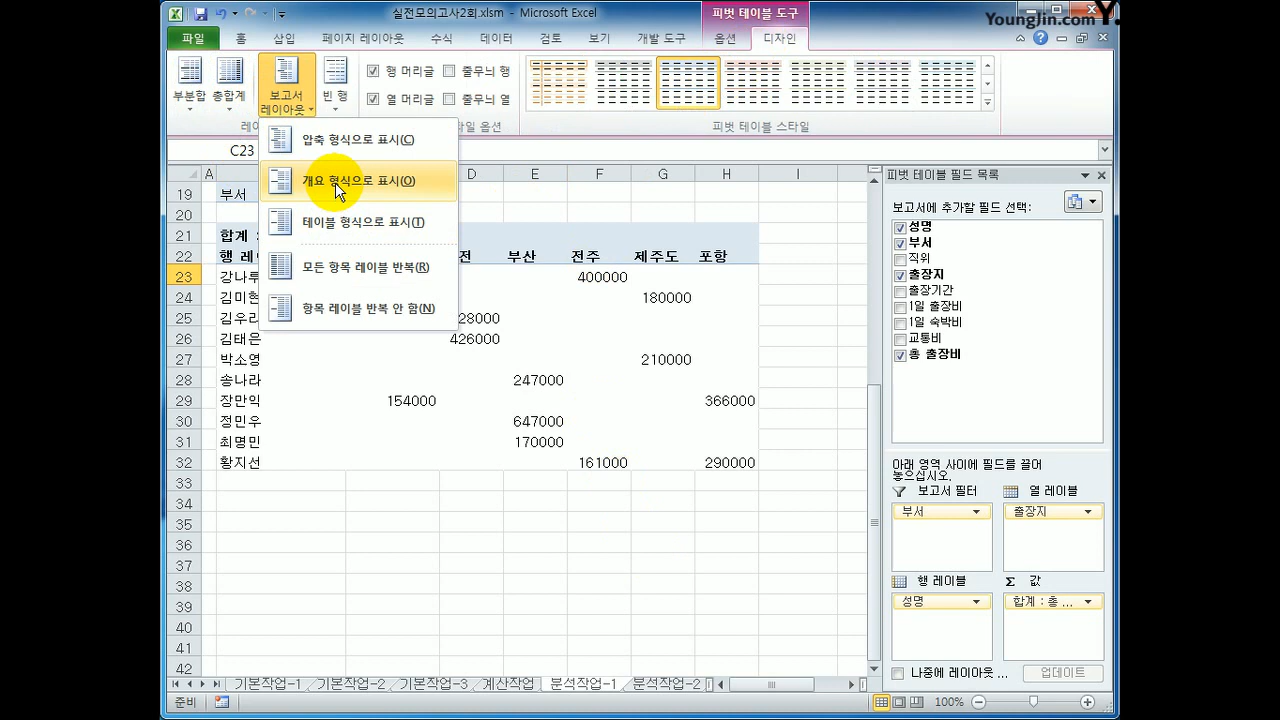 실전모의고사2회.xlsm - Microsoft Excel
피벗 테이블 도구
YoungJin.com Y.
파일 홈 삽입 페이지 레이아웃 수식 데이터 검토 보기 개발 도구 옵션 디자인
부분합 총합계 보고서 레이아웃 빈 행
행 머리글 줄무늬 행
열 머리글 줄무늬 열
피벗 테이블 스타일
압축 형식으로 표시(C)
개요 형식으로 표시(O)
테이블 형식으로 표시(T)
모든 항목 레이블 반복(R)
항목 레이블 반복 안 함(N)
C23
A D E F G H I
19 부서
20
21 합계
22 행 부산 전주 제주도 포항
23 강나루 400000
24 김미현 180000
25 김우리 28000
26 김태은 426000
27 박소영 210000
28 송나라 247000
29 장만익 154000 366000
30 정민우 647000
31 최명민 170000
32 황지선 161000 290000
33
34
35
36
37
38
39
40
41
42
피벗 테이블 필드 목록
보고서에 추가할 필드 선택:
성명
부서
직위
출장지
출장기간
1일 출장비
1일 숙박비
교통비
총 출장비
아래 영역 사이에 필드를 끌어
놓으십시오.
보고서 필터 열 레이블
부서 출장지
행 레이블 Σ 값
성명 합계 : 총 ...
나중에 레이아웃 ... 업데이트
기본작업-1 기본작업-2 기본작업-3 계산작업 분석작업-1 분석작업-2
준비 100%